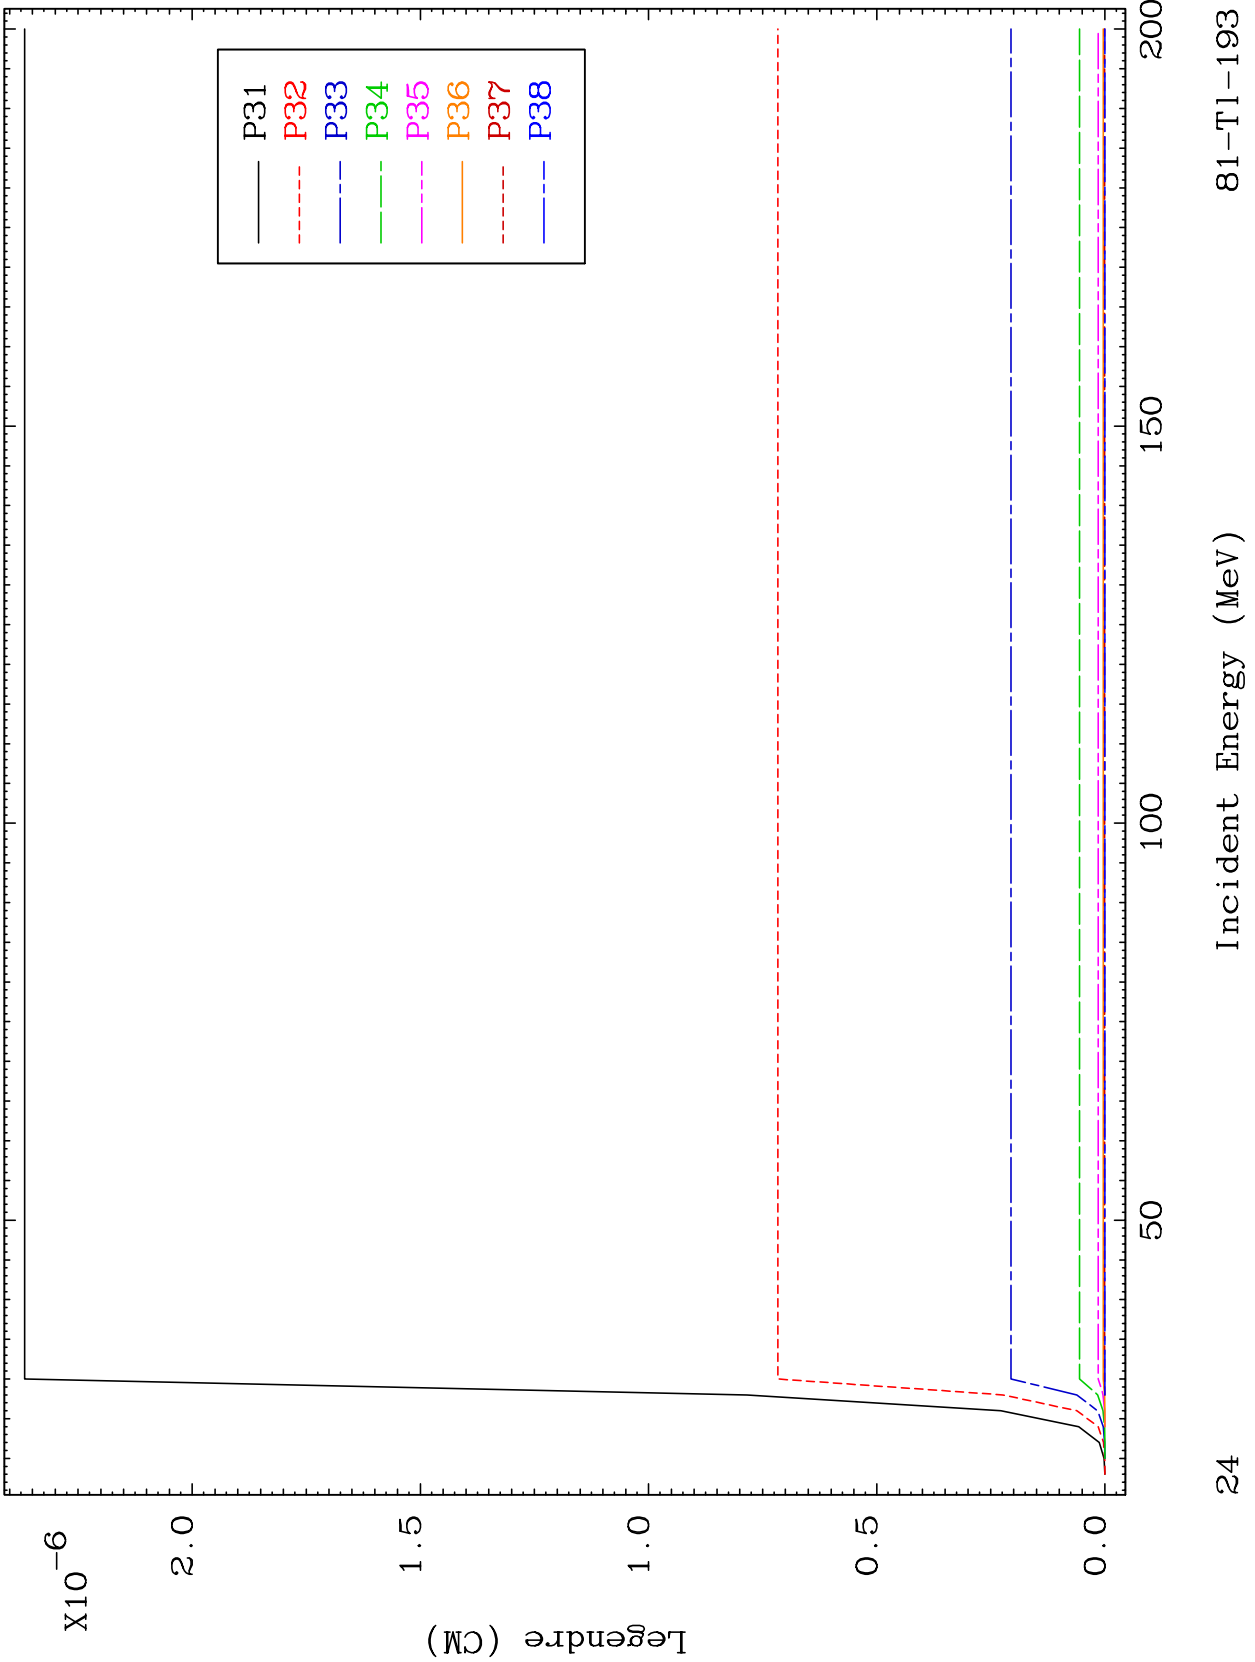 X10-6
2.0
1.5
1.0
0.5
0.0
Legendre (CM)
P31
P32
P33
P34
P35
P36
P37
P38
50
100
150
200
Incident Energy (MeV)
24
81-Tl-193